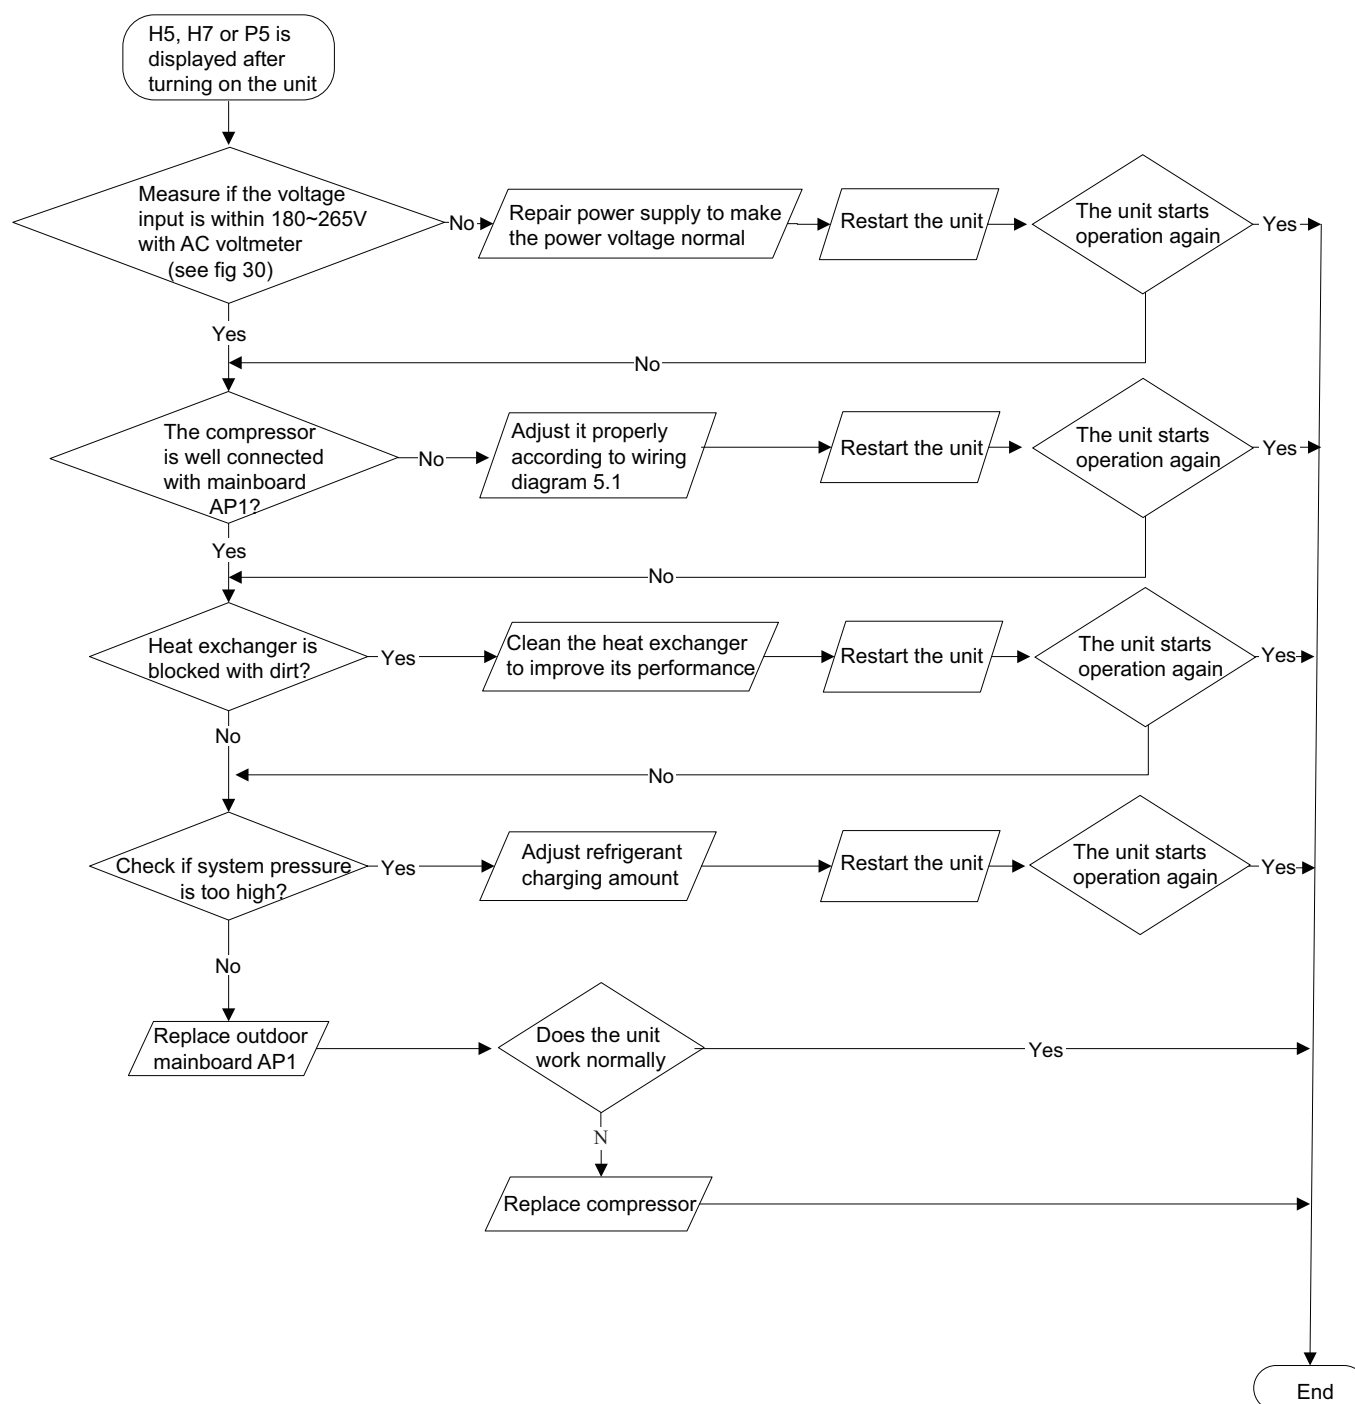 H5, H7 or P5 is
displayed after
turning on the unit
Measure if the voltage
input is within 180~265V
with AC voltmeter
(see fig 30)
No
Repair power supply to make
the power voltage normal
Restart the unit
The unit starts
operation again
Yes
Yes
No
The compressor
is well connected
with mainboard
AP1?
No
Adjust it properly
according to wiring
diagram 5.1
Restart the unit
The unit starts
operation again
Yes
Yes
No
Heat exchanger is
blocked with dirt?
Yes
Clean the heat exchanger
to improve its performance
Restart the unit
The unit starts
operation again
Yes
No
No
Check if system pressure
is too high?
Yes
Adjust refrigerant
charging amount
Restart the unit
The unit starts
operation again
Yes
No
Replace outdoor
mainboard AP1
Does the unit
work normally
Yes
N
Replace compressor
End